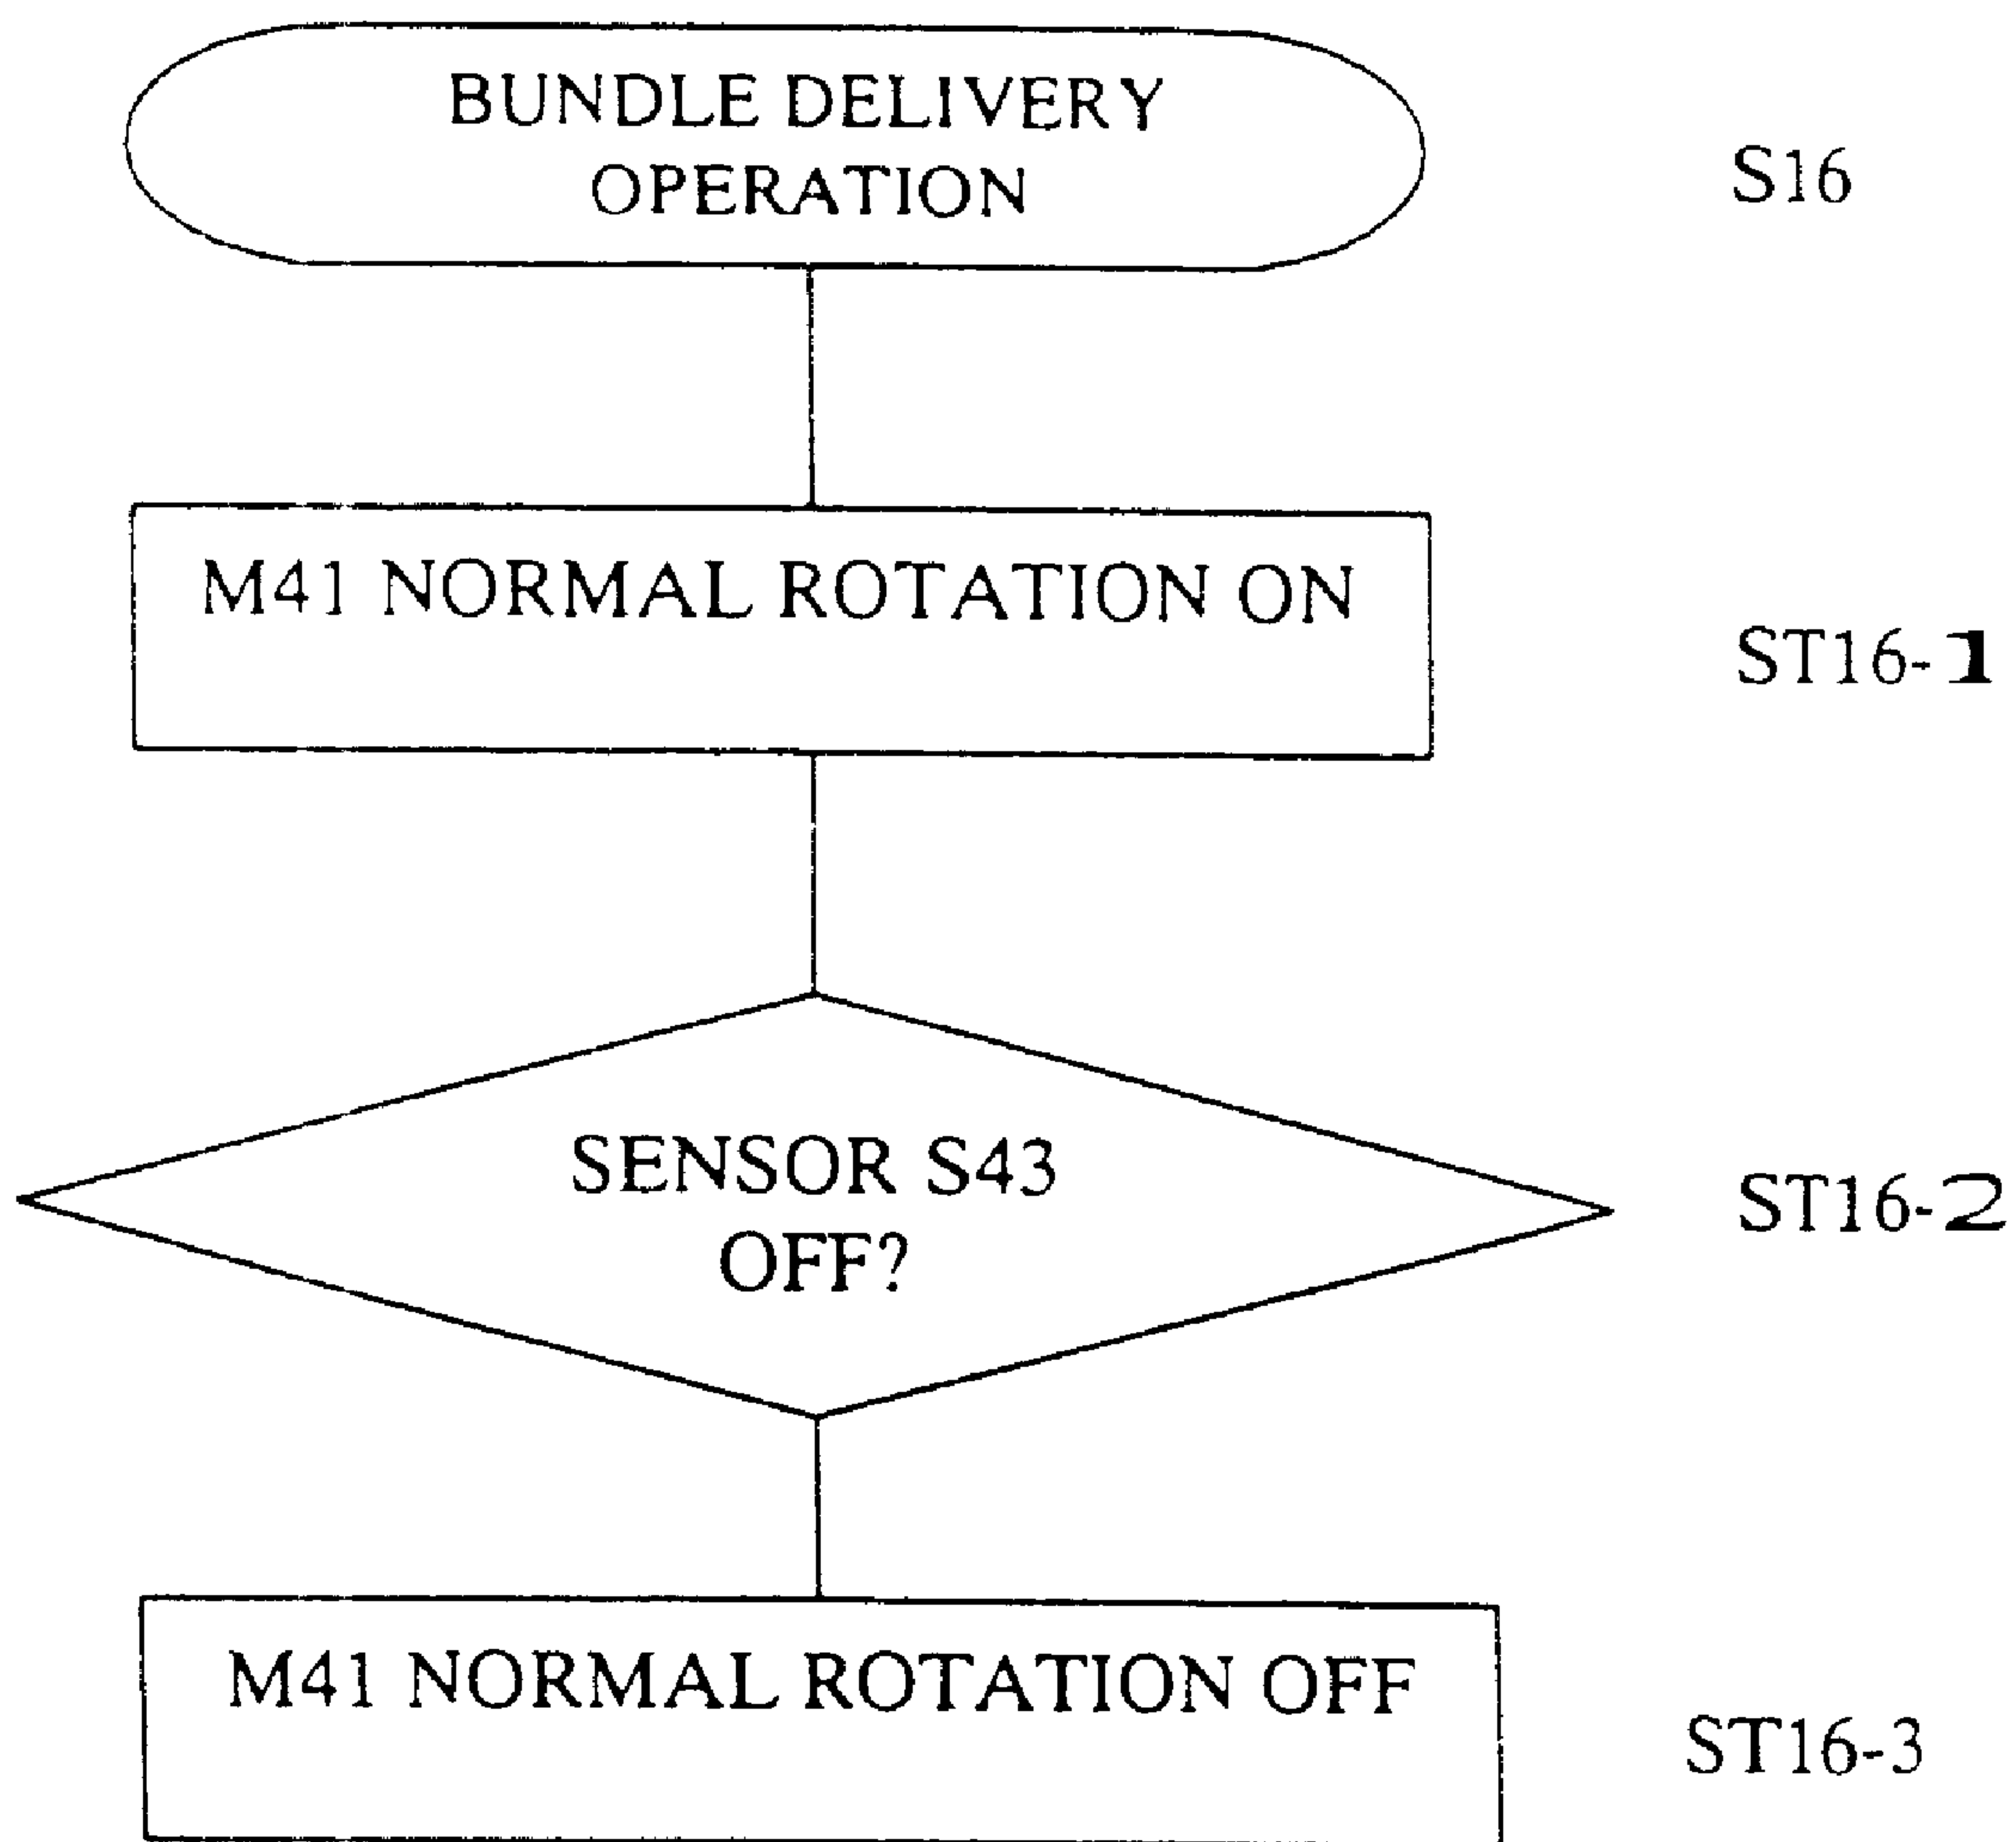 BUNDLE DELIVERY
OPERATION
S16
M41 NORMAL ROTATION ON
ST16-1
SENSOR S43
OFF?
ST16-2
M41 NORMAL ROTATION OFF
ST16-3